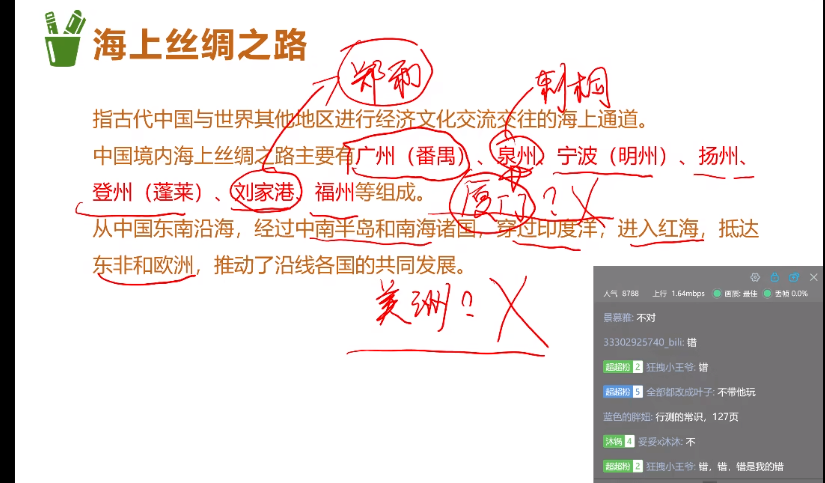 海上丝绸之路
郑和
刺桐
指古代中国与世界其他地区进行经济文化交流交往的海上通道。
中国境内海上丝绸之路主要有广州（番禺）、泉州、宁波（明州）、扬州、
登州（蓬莱）、刘家港、福州等组成。
厦门？X
从中国东南沿海，经过中南半岛和南海诸国，穿过印度洋，进入红海，抵达
东非和欧洲，推动了沿线各国的共同发展。
美洲？X
人气 8788 上行 1.64mbps 画质: 最佳 丢帧 0.0%
景暮雅: 不对
33302925740_bili: 错
超超粉 2 狂拽小王爷: 错
超超粉 5 全部都改成叶子: 不带他玩
蓝色的胖妞: 行测的常识，127页
沐锅 4 妥妥x沐沐: 不
超超粉 2 狂拽小王爷: 错，错，错是我的错